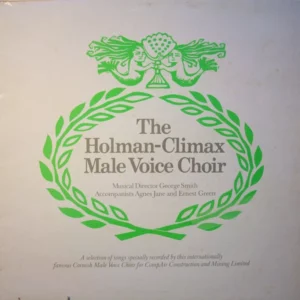 The
Holman-Climax
Male Voice Choir
Musical Director George Smith
Accompanists Agnes Jane and Ernest Green
A selection of songs specially recorded by this internationally
famous Cornish Male Voice Choir for CompAir Construction and Mining Limited